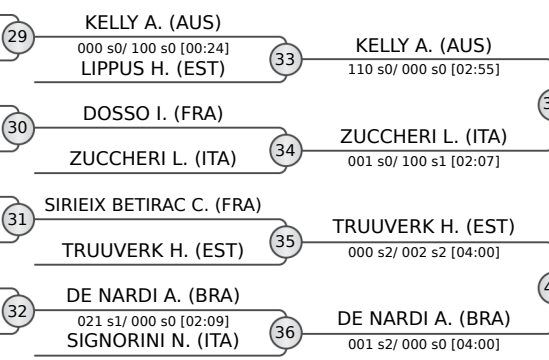 29
KELLY A. (AUS)
000 s0/ 100 s0 [00:24]
LIPPUS H. (EST)
33
KELLY A. (AUS)
110 s0/ 000 s0 [02:55]
30
DOSSO I. (FRA)
ZUCCHERI L. (ITA)
34
ZUCCHERI L. (ITA)
001 s0/ 100 s1 [02:07]
31
SIRIEIX BETIRAC C. (FRA)
TRUUVERK H. (EST)
35
TRUUVERK H. (EST)
000 s2/ 002 s2 [04:00]
32
DE NARDI A. (BRA)
021 s1/ 000 s0 [02:09]
SIGNORINI N. (ITA)
36
DE NARDI A. (BRA)
001 s2/ 000 s0 [04:00]